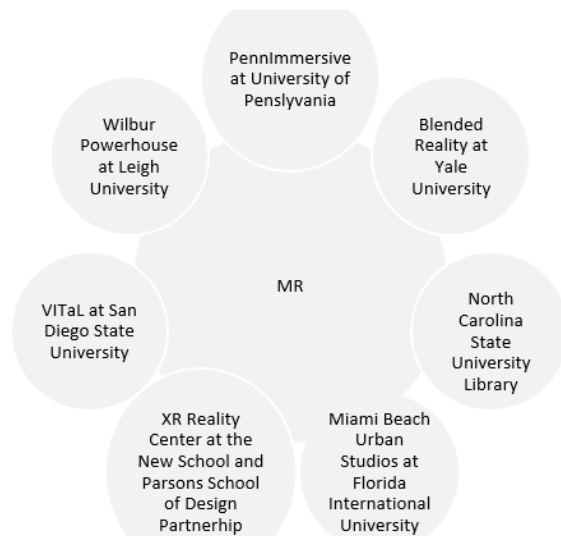 PennImmersive
at University of
Penslyvania
Blended
Reality at
Yale
University
North
Carolina
State
University
Library
Miami Beach
Urban
Studios at
Florida
International
University
XR Reality
Center at the
New School and
Parsons School
of Design
Partnerhip
VITaL at San
Diego State
University
Wilbur
Powerhouse
at Leigh
University
MR